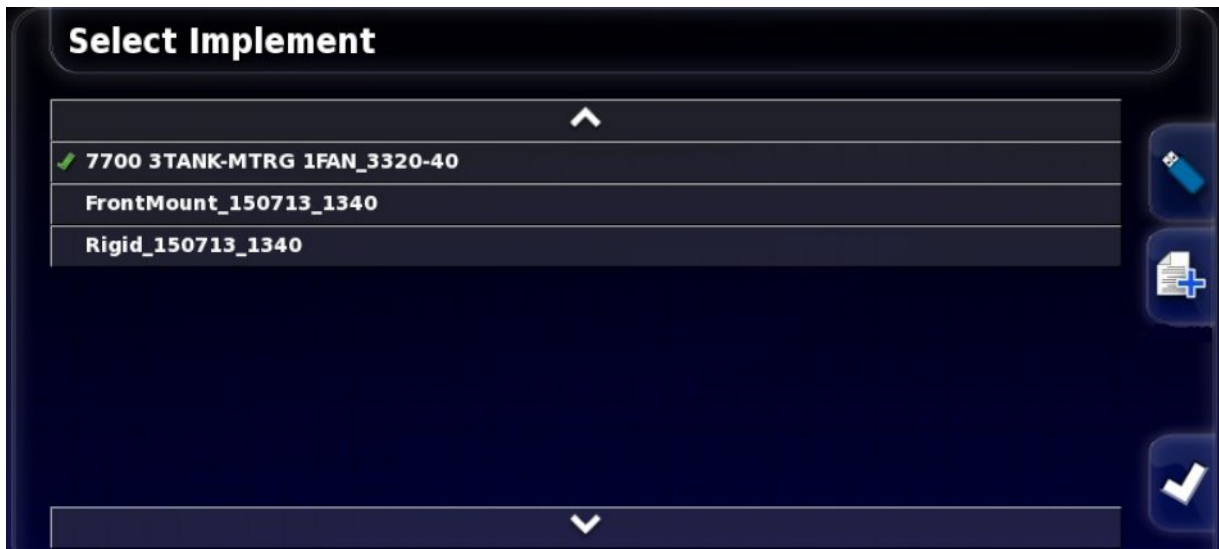 Select Implement
7700 3TANK-MTRG 1FAN_3320-40
FrontMount_150713_1340
Rigid_150713_1340